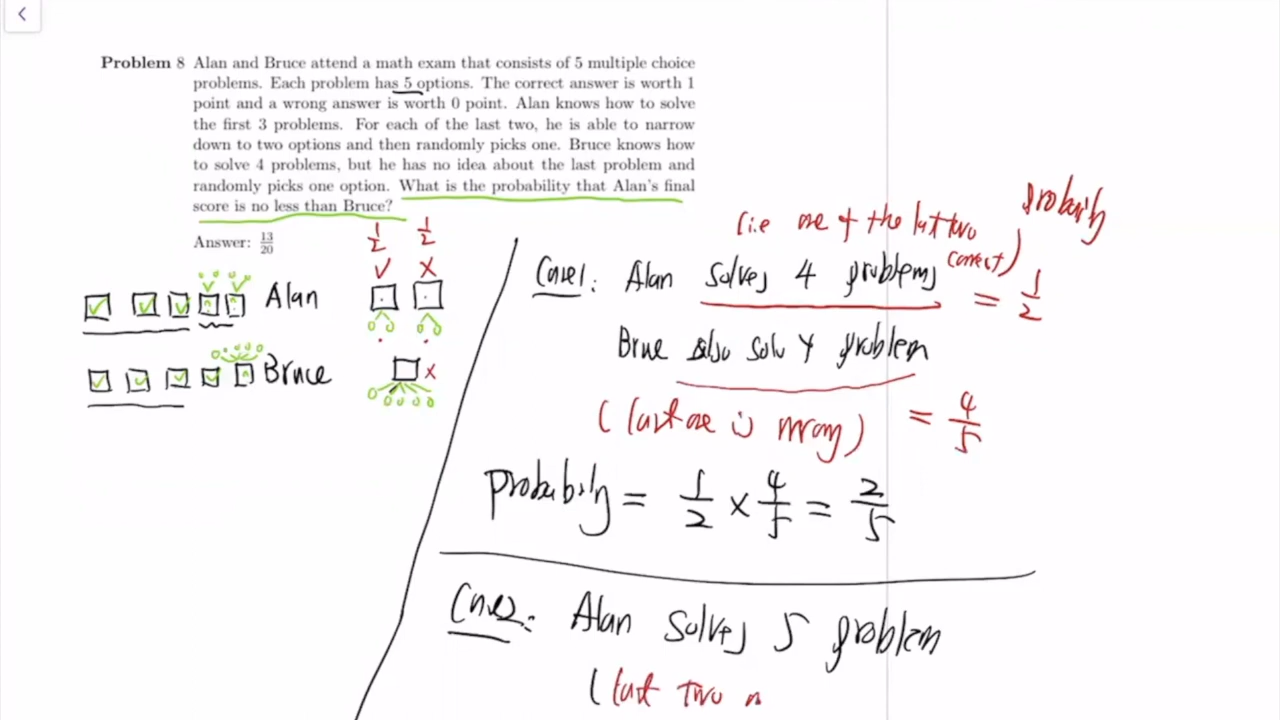 Problem 8 Alan and Bruce attend a math exam that consists of 5 multiple choice
problems. Each problem has 5 options. The correct answer is worth 1
point and a wrong answer is worth 0 point. Alan knows how to solve
the first 3 problems. For each of the last two, he is able to narrow
down to two options and then randomly picks one. Bruce knows how
to solve 4 problems, but he has no idea about the last problem and
randomly picks one option. What is the probability that Alan's final
score is no less than Bruce?
Answer: 13/20
1/2 1/2
Alan
Bruce
probability
(i.e one of the last two correct)
Case1: Alan solves 4 problems = 1/2
Bruce also solv 4 problem
(last one is wrong) = 4/5
probability = 1/2 × 4/5 = 2/5
Case2: Alan solves 5 problem
(last two